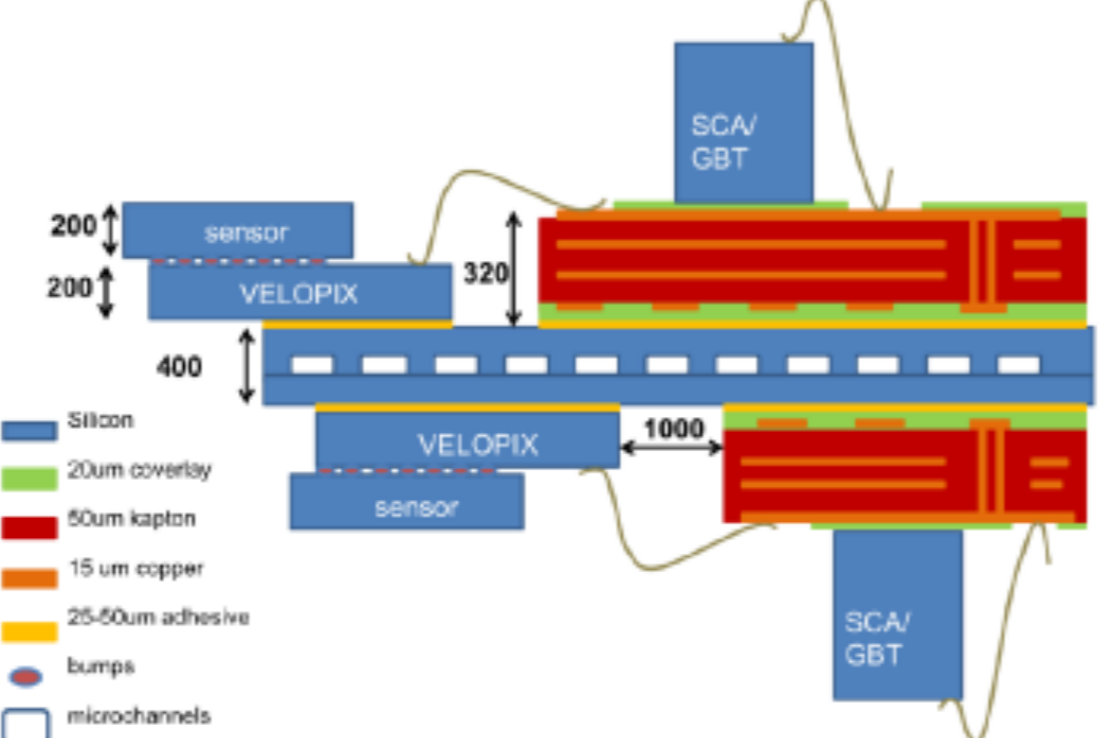 SCA/
GBT
200
sensor
320
200
VELOPIX
400
1000
VELOPIX
sensor
SCA/
GBT
Silicon
20um coverlay
50um kapton
15 um copper
25-50um adhesive
bumps
microchannels